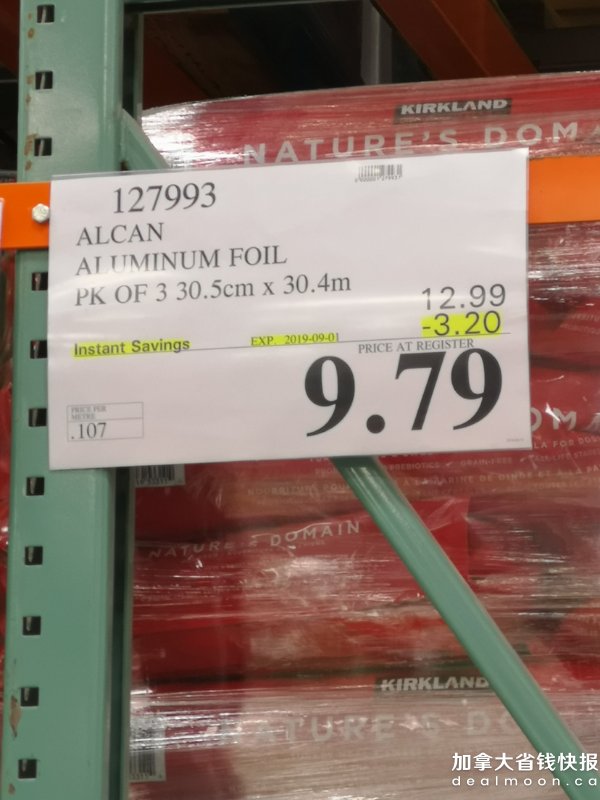 KIRKLAND
NATURE'S DOMA
127993
ALCAN
ALUMINUM FOIL
PK OF 3 30.5cm x 30.4m
12.99
-3.20
Instant Savings EXP. 2019-09-01
PRICE AT REGISTER
9.79
PRICE PER
METRE
.107
NATURE'S DOMAIN
KIRKLAND
NATURE'S DOM
加拿大省钱快报
dealmoon.ca